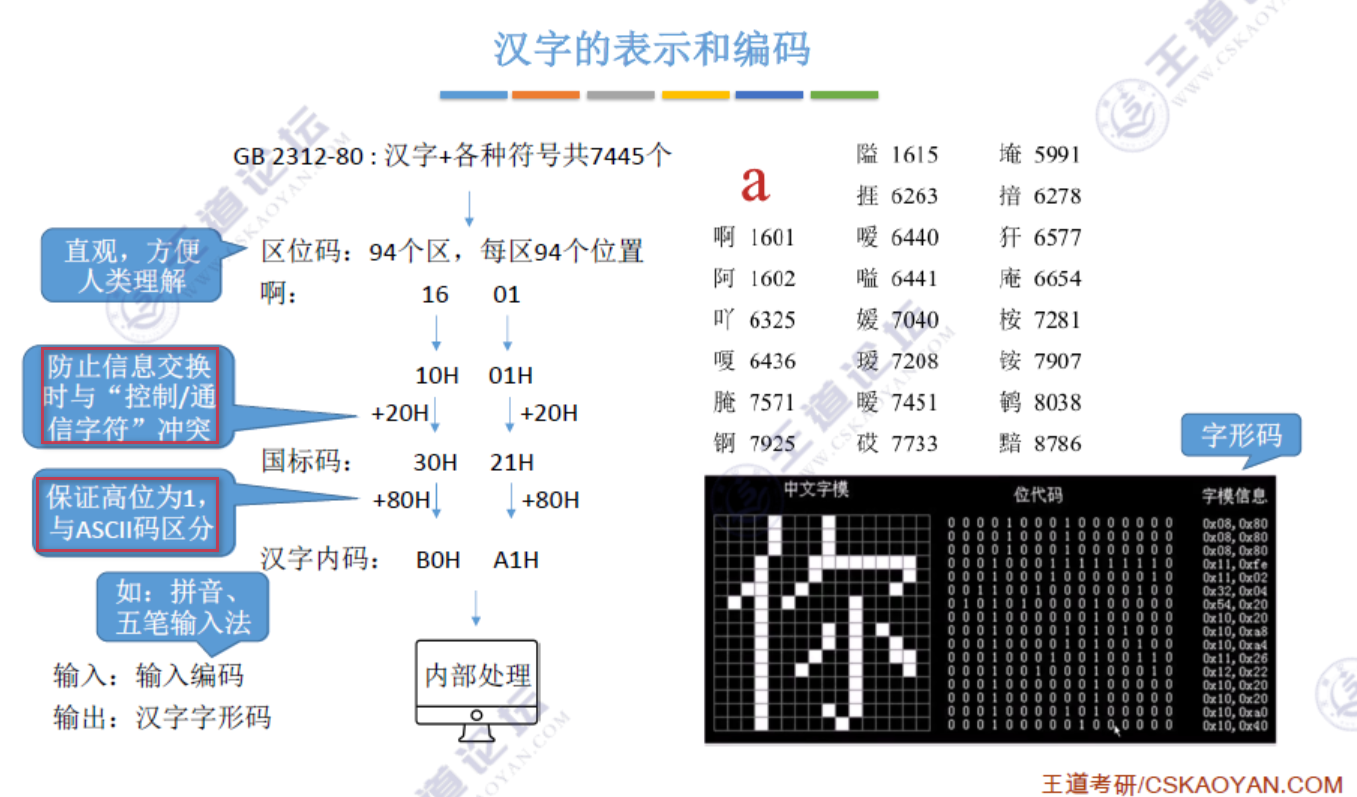 汉字的表示和编码
GB 2312-80 : 汉字+各种符号共7445个
直观，方便
人类理解
区位码：94个区，每区94个位置
啊： 16 01
防止信息交换
时与“控制/通
信字符”冲突
10H 01H
+20H +20H
国标码： 30H 21H
保证高位为1，
与ASCII码区分
+80H +80H
汉字内码： B0H A1H
如：拼音、
五笔输入法
输入：输入编码
输出：汉字字形码
内部处理
a
隘 1615 埯 5991
捱 6263 揞 6278
啊 1601 嗳 6440 犴 6577
阿 1602 嗌 6441 庵 6654
吖 6325 嫒 7040 桉 7281
嗄 6436 瑷 7208 铵 7907
腌 7571 暧 7451 鹌 8038
锕 7925 砹 7733 黯 8786
字形码
中文字模 位代码 字模信息
0 0 0 0 1 0 0 0 1 0 0 0 0 0 0 0 0x08,0x80
0 0 0 0 1 0 0 0 1 0 0 0 0 0 0 0 0x08,0x80
0 0 0 0 1 0 0 0 1 0 0 0 0 0 0 0 0x08,0x80
0 0 0 1 0 0 0 1 1 1 1 1 1 1 1 0 0x11,0xfe
0 0 0 1 0 0 0 1 0 0 0 0 0 0 1 0 0x11,0x02
0 0 1 1 0 0 1 0 0 0 0 0 0 1 0 0 0x32,0x04
0 1 0 1 0 1 0 0 0 0 1 0 0 0 0 0 0x54,0x20
0 0 0 1 0 0 0 0 0 0 1 0 0 0 0 0 0x10,0x20
0 0 0 1 0 0 0 0 1 0 1 0 1 0 0 0 0x10,0xa8
0 0 0 1 0 0 0 0 1 0 1 0 0 1 0 0 0x10,0xa4
0 0 0 1 0 0 0 1 0 0 1 0 0 1 1 0 0x11,0x26
0 0 0 1 0 0 1 0 0 0 1 0 0 0 1 0 0x12,0x22
0 0 0 1 0 0 0 0 0 0 1 0 0 0 0 0 0x10,0x20
0 0 0 1 0 0 0 0 0 0 1 0 0 0 0 0 0x10,0x20
0 0 0 1 0 0 0 0 1 0 1 0 0 0 0 0 0x10,0xa0
0 0 0 1 0 0 0 0 0 1 0 0 0 0 0 0 0x10,0x40
王道考研/CSKAOYAN.COM
王道论坛
WWW.CSKAOYAN.COM